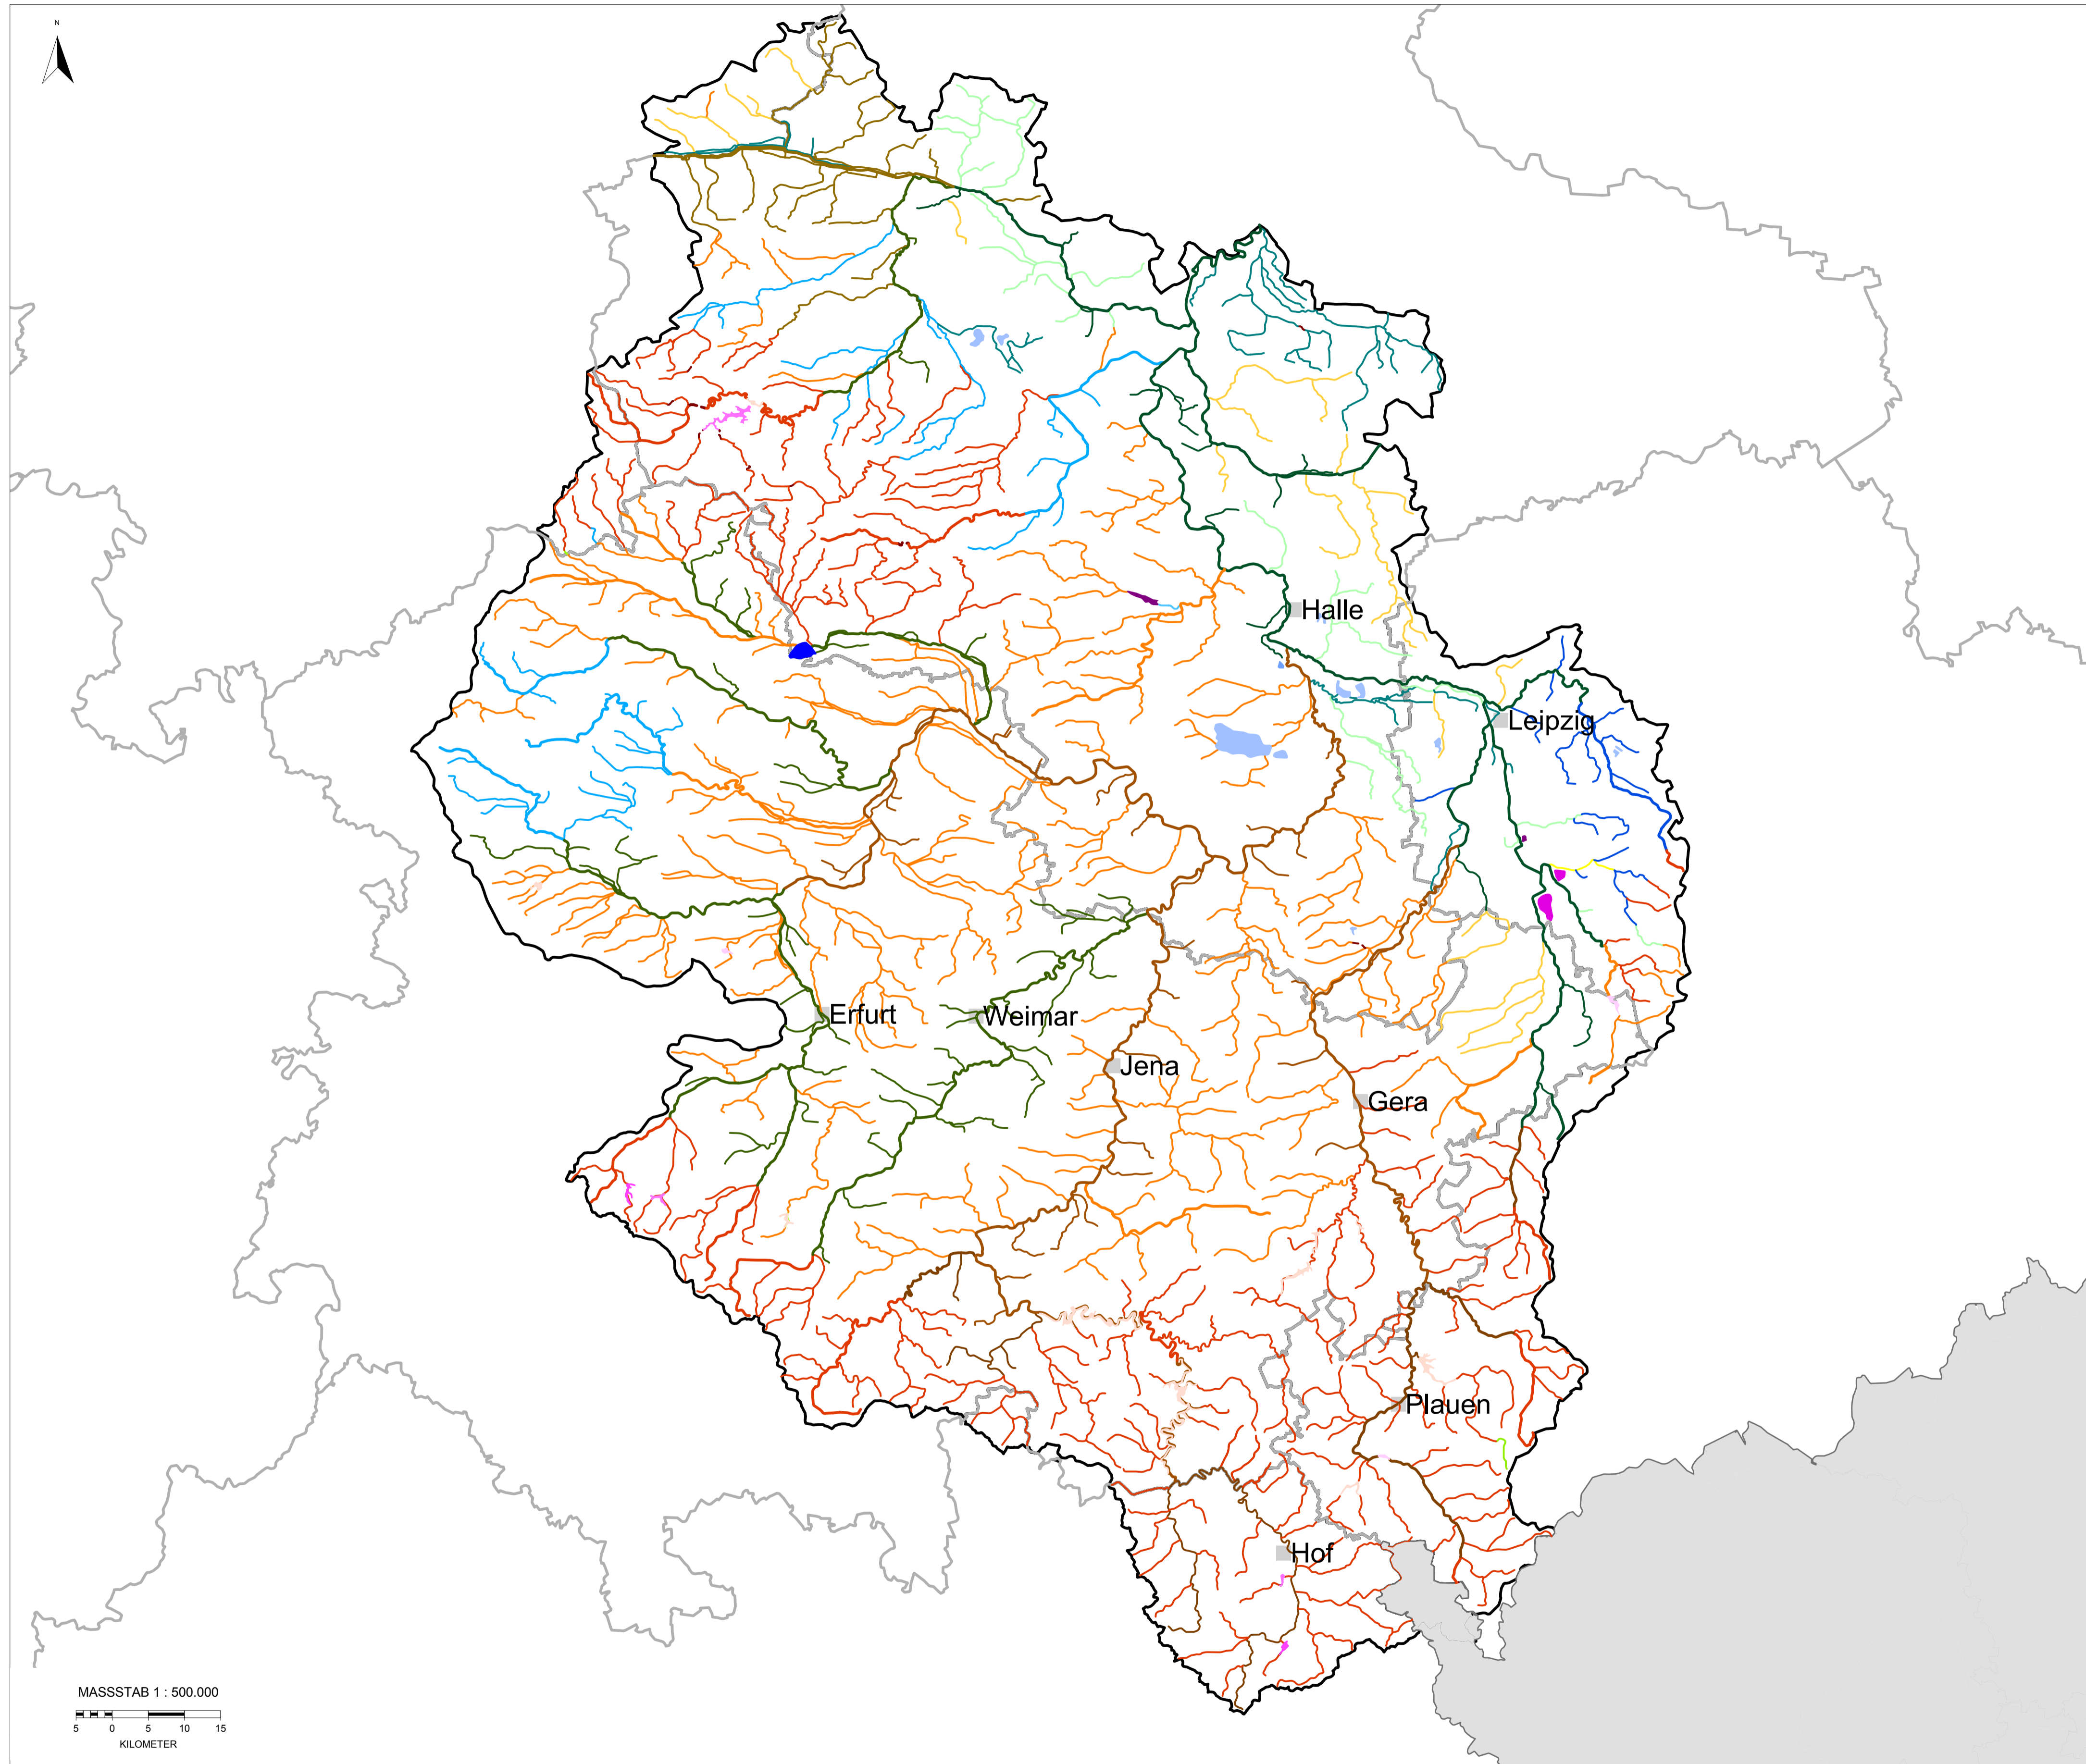 N
Halle
Leipzig
Erfurt
Weimar
Jena
Gera
Plauen
Hof
MASSSTAB 1 : 500.000
5 0 5 10 15
KILOMETER